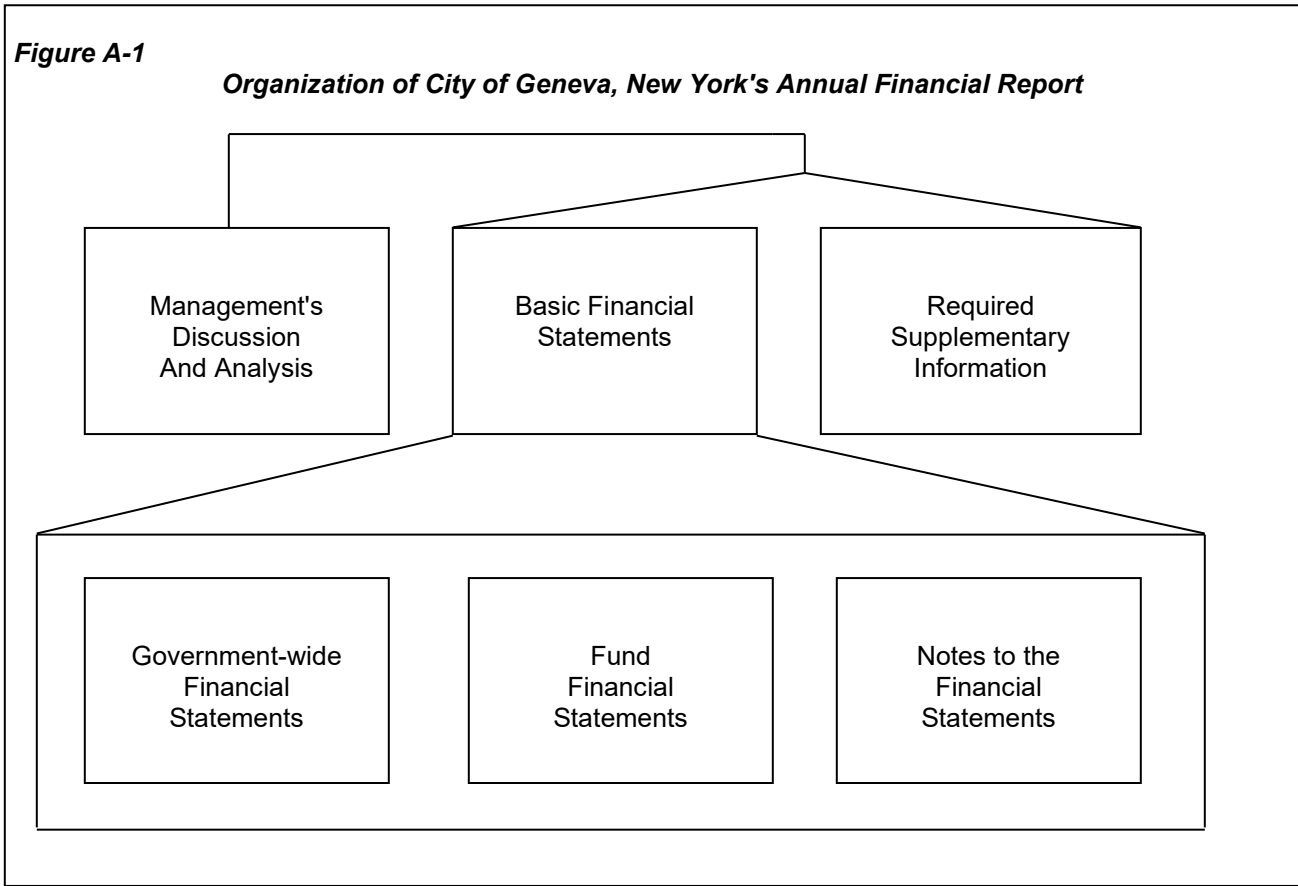 Figure A-1
Organization of City of Geneva, New York's Annual Financial Report
Management's
Discussion
And Analysis
Basic Financial
Statements
Required
Supplementary
Information
Government-wide
Financial
Statements
Fund
Financial
Statements
Notes to the
Financial
Statements